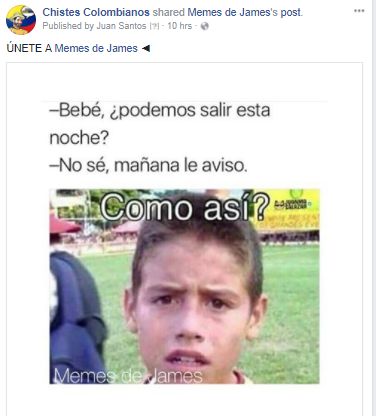 Chistes Colombianos shared Memes de James's post.
Published by Juan Santos [?] · 10 hrs ·
ÚNETE A Memes de James ◄
–Bebé, ¿podemos salir esta
noche?
–No sé, mañana le aviso.
Como así?
Memes de James